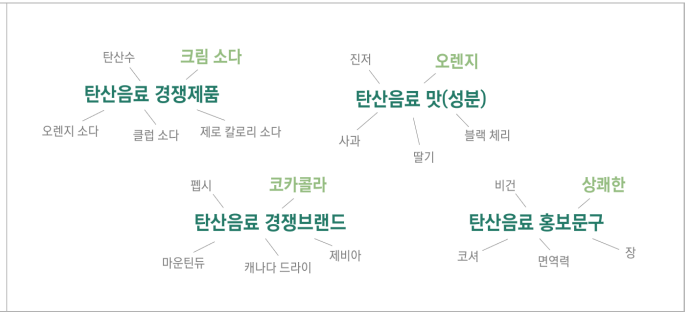 탄산수
크림 소다
탄산음료 경쟁제품
오렌지 소다
클럽 소다
제로 칼로리 소다
진저
오렌지
탄산음료 맛(성분)
사과
딸기
블랙 체리
펩시
코카콜라
탄산음료 경쟁브랜드
마운틴듀
캐나다 드라이
제비아
비건
상쾌한
탄산음료 홍보문구
코셔
면역력
장